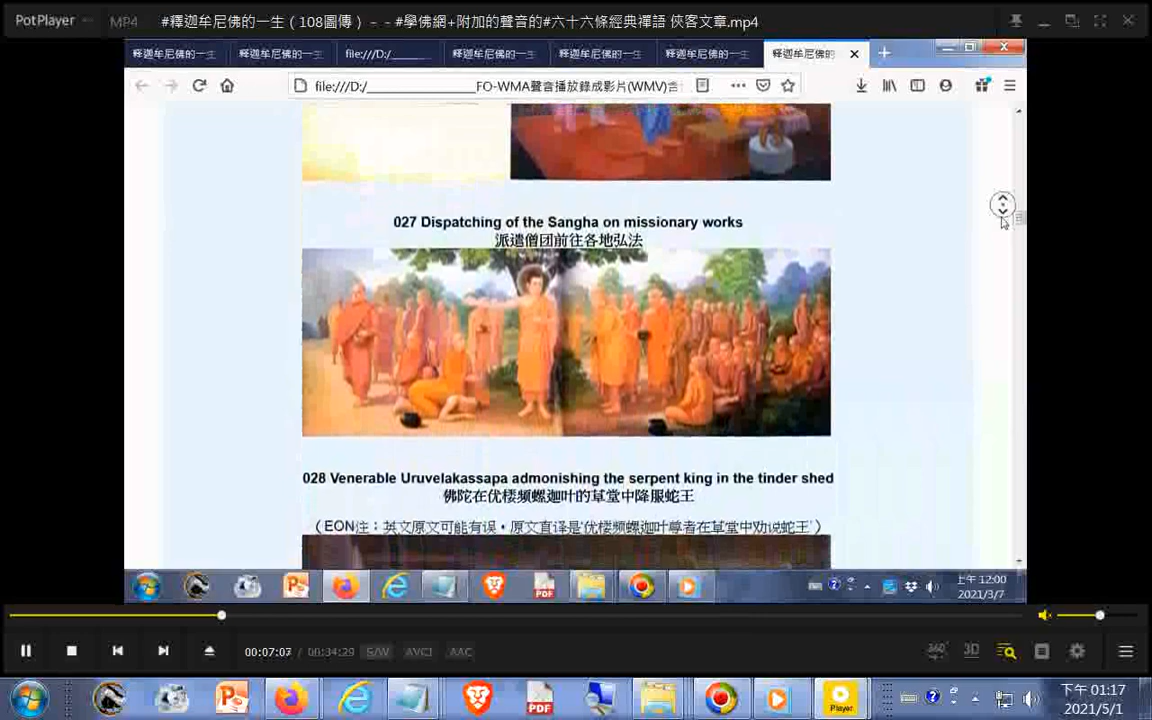 PotPlayer MP4 #釋迦牟尼佛的一生（108圖傳）- - #學佛網+附加的聲音的#六十六條經典禪語 俠客文章.mp4
釋迦牟尼佛的一生 釋迦牟尼佛的一生 file:///D:/______ 釋迦牟尼佛的一生 釋迦牟尼佛的一生 釋迦牟尼佛的一生 釋迦牟尼佛的
file:///D:/__________________FO-WMA聲音播放錄成影片(WMV)含
027 Dispatching of the Sangha on missionary works
派遣僧团前往各地弘法
028 Venerable Uruvelakassapa admonishing the serpent king in the tinder shed
佛陀在优楼频螺迦叶的草堂中降服蛇王
（EON注：英文原文可能有误，原文直译是‘优楼频螺迦叶尊者在草堂中劝说蛇王’）
PDF
上午 12:00
2021/3/7
00:07:07 / 00:34:29 S/W AVC1 AAC
360° 3D
PDF
Player
下午 01:17
2021/5/1